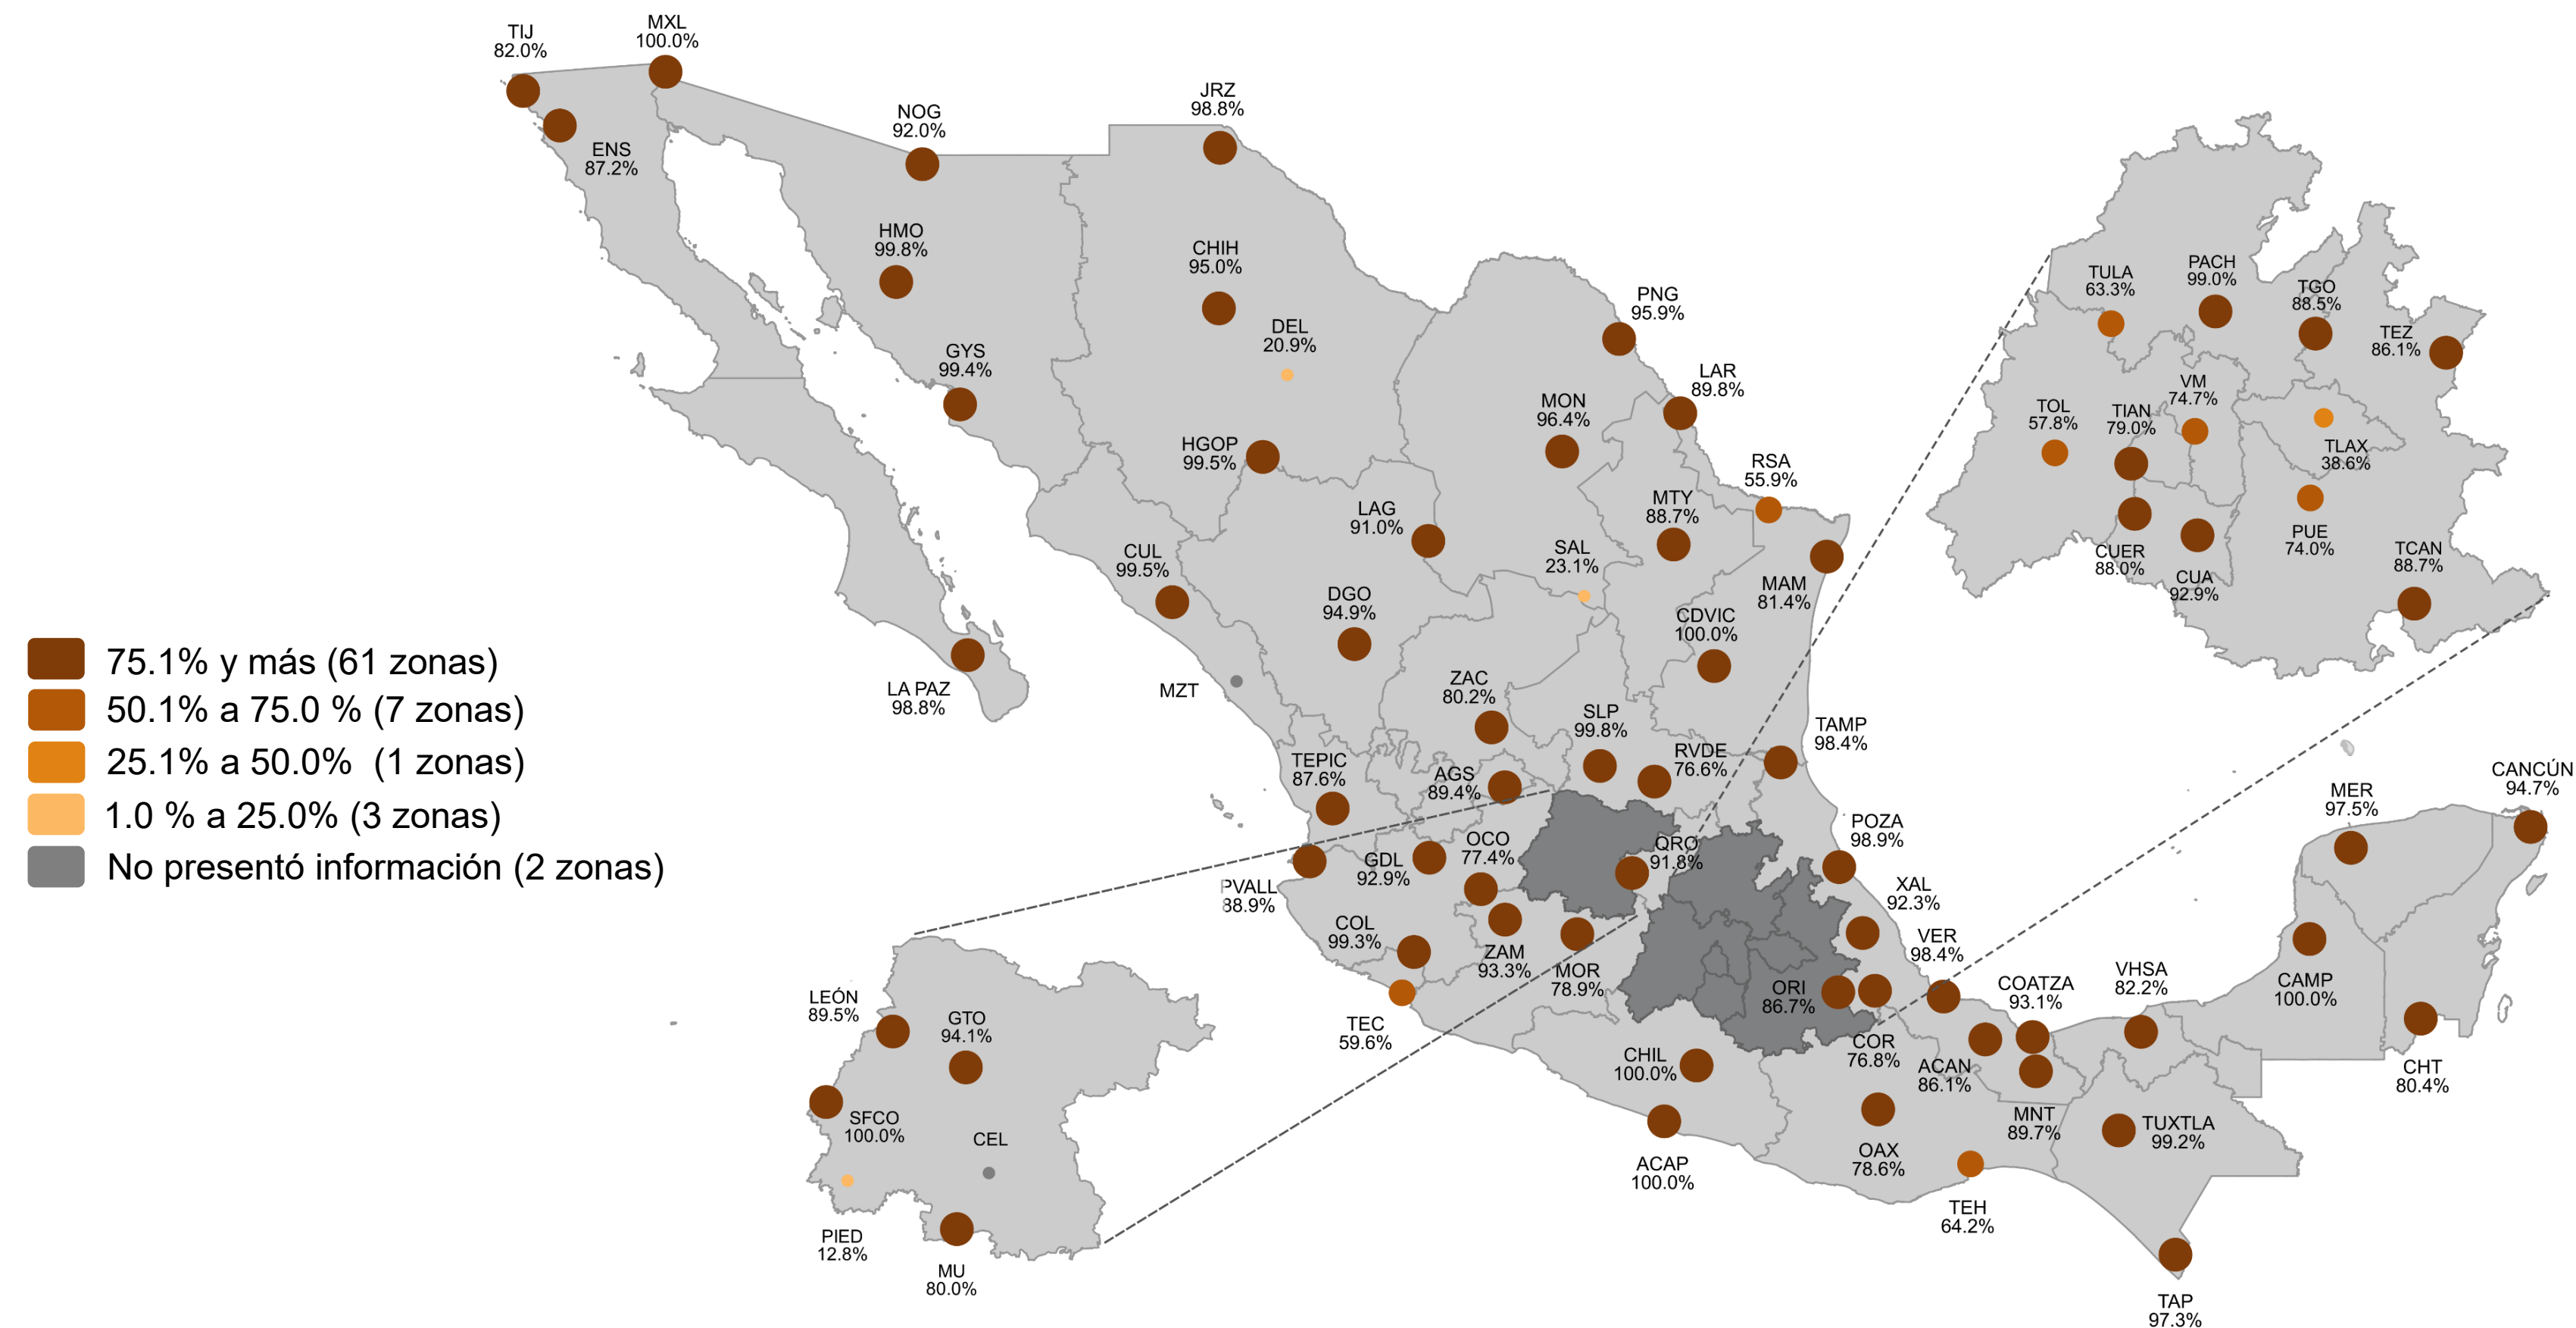 TIJ
82.0%
MXL
100.0%
ENS
87.2%
NOG
92.0%
JRZ
98.8%
HMO
99.8%
CHIH
95.0%
DEL
20.9%
GYS
99.4%
HGOP
99.5%
PNG
95.9%
LAR
89.8%
MON
96.4%
RSA
55.9%
MTY
88.7%
LAG
91.0%
SAL
23.1%
MAM
81.4%
CUL
99.5%
DGO
94.9%
CDVIC
100.0%
LA PAZ
98.8%
MZT
ZAC
80.2%
SLP
99.8%
RVDE
76.6%
TAMP
98.4%
TEPIC
87.6%
AGS
89.4%
PVALL
88.9%
GDL
92.9%
OCO
77.4%
QRO
91.8%
POZA
98.9%
XAL
92.3%
VER
98.4%
COL
99.3%
ZAM
93.3%
MOR
78.9%
TEC
59.6%
ORI
86.7%
COR
76.8%
COATZA
93.1%
VHSA
82.2%
ACAN
86.1%
CHIL
100.0%
ACAP
100.0%
OAX
78.6%
MNT
89.7%
TUXTLA
99.2%
TEH
64.2%
TAP
97.3%
MER
97.5%
CANCÚN
94.7%
CAMP
100.0%
CHT
80.4%
TULA
63.3%
PACH
99.0%
TGO
88.5%
TEZ
86.1%
VM
74.7%
TOL
57.8%
TIAN
79.0%
TLAX
38.6%
CUER
88.0%
CUA
92.9%
PUE
74.0%
TCAN
88.7%
LEÓN
89.5%
GTO
94.1%
SFCO
100.0%
CEL
PIED
12.8%
MU
80.0%
75.1% y más (61 zonas)
50.1% a 75.0 % (7 zonas)
25.1% a 50.0% (1 zonas)
1.0 % a 25.0% (3 zonas)
No presentó información (2 zonas)